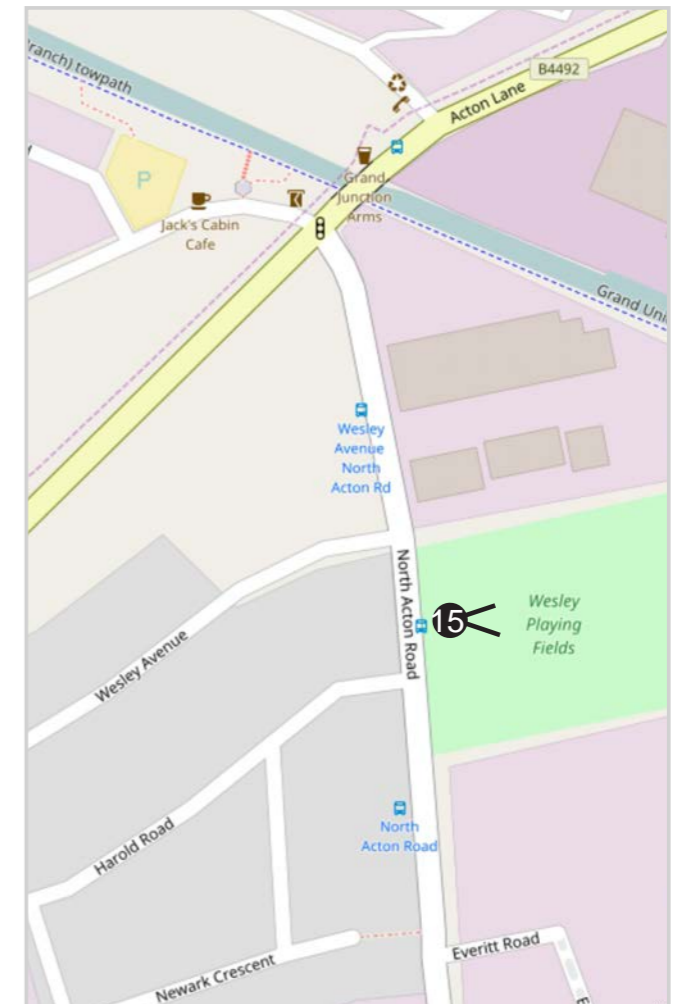 ranch) towpath
B4492
Acton Lane
P
Grand
Junction
Arms
Jack's Cabin
Cafe
Grand Uni
Wesley
Avenue
North
Acton Rd
North Acton Road
15
Wesley
Playing
Fields
Wesley Avenue
North
Acton Road
Harold Road
Everitt Road
Newark Crescent
E